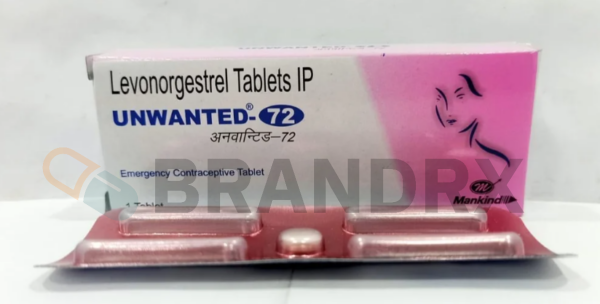 Levonorgestrel Tablets IP
UNWANTED®-72
अनवान्टिड-72
Emergency Contraceptive Tablet
BRANDRX
1 Tablet
Mankind